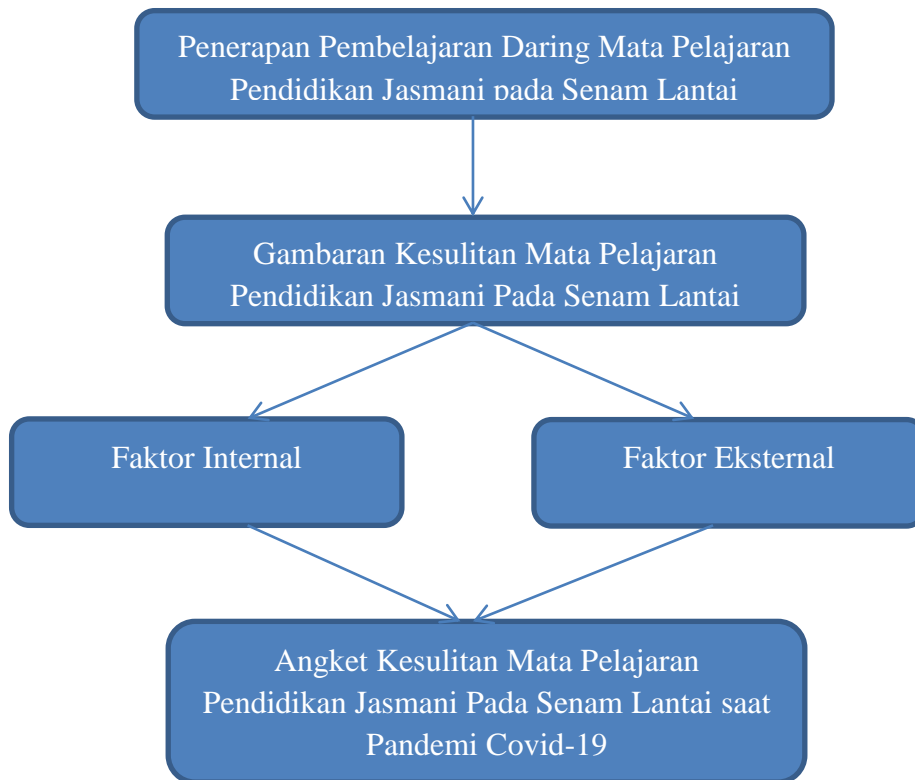 Penerapan Pembelajaran Daring Mata Pelajaran
Pendidikan Jasmani pada Senam Lantai
Gambaran Kesulitan Mata Pelajaran
Pendidikan Jasmani Pada Senam Lantai
Faktor Internal
Faktor Eksternal
Angket Kesulitan Mata Pelajaran
Pendidikan Jasmani Pada Senam Lantai saat
Pandemi Covid-19